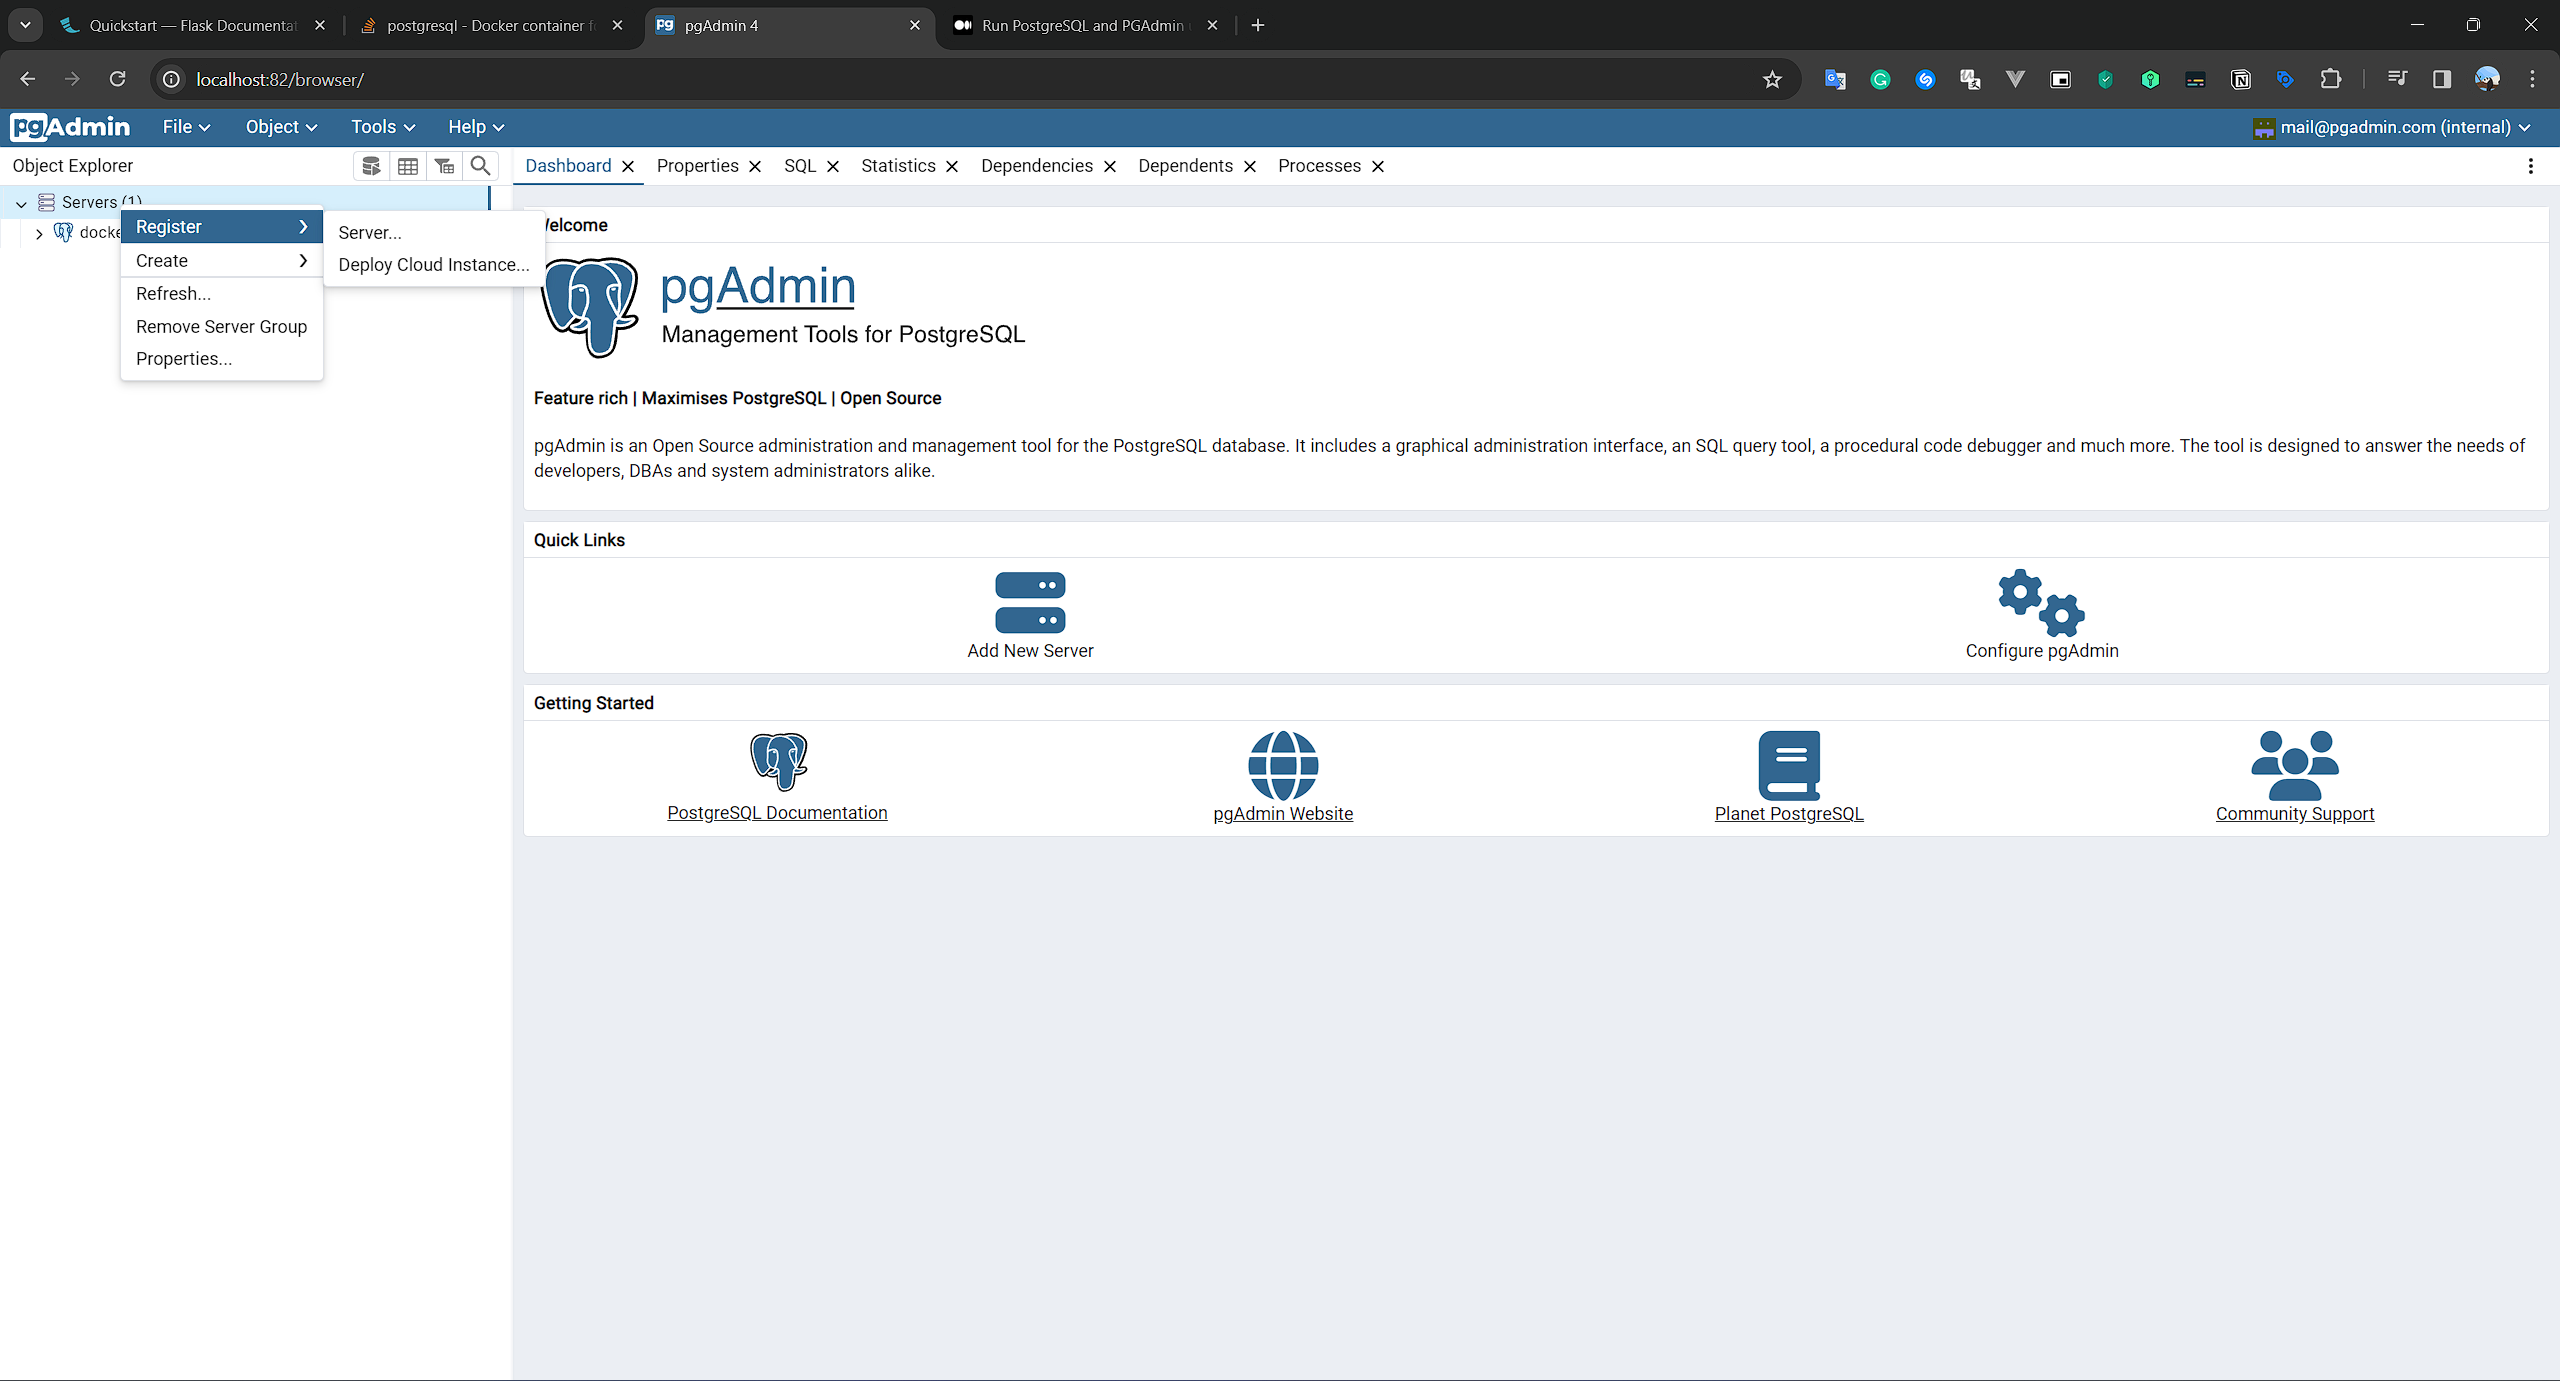 Quickstart — Flask Documentat
postgresql - Docker container f
pgAdmin 4
Run PostgreSQL and PGAdmin
localhost:82/browser/
pgAdmin File Object Tools Help mail@pgadmin.com (internal)
Object Explorer
Dashboard Properties SQL Statistics Dependencies Dependents Processes
Servers (1)
docke
Register
Create
Refresh...
Remove Server Group
Properties...
Server...
Deploy Cloud Instance...
Welcome
pgAdmin
Management Tools for PostgreSQL
Feature rich | Maximises PostgreSQL | Open Source
pgAdmin is an Open Source administration and management tool for the PostgreSQL database. It includes a graphical administration interface, an SQL query tool, a procedural code debugger and much more. The tool is designed to answer the needs of
developers, DBAs and system administrators alike.
Quick Links
Add New Server
Configure pgAdmin
Getting Started
PostgreSQL Documentation
pgAdmin Website
Planet PostgreSQL
Community Support